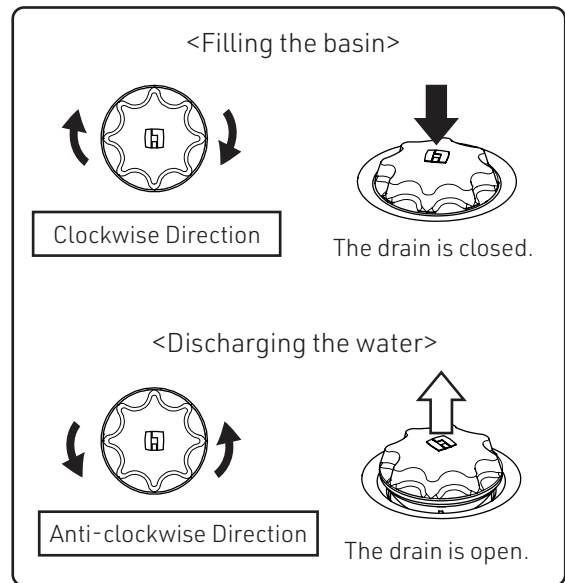 <Filling the basin>
Clockwise Direction
The drain is closed.
<Discharging the water>
Anti-clockwise Direction
The drain is open.